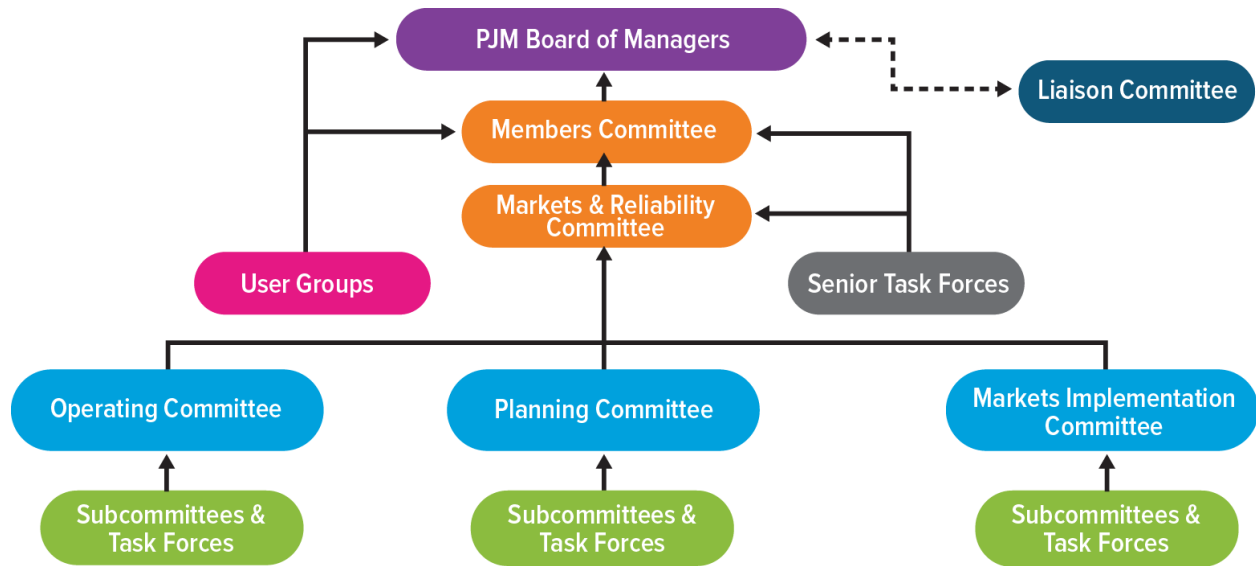 PJM Board of Managers
Liaison Committee
Members Committee
Markets & Reliability
Committee
User Groups
Senior Task Forces
Operating Committee
Planning Committee
Markets Implementation
Committee
Subcommittees &
Task Forces
Subcommittees &
Task Forces
Subcommittees &
Task Forces